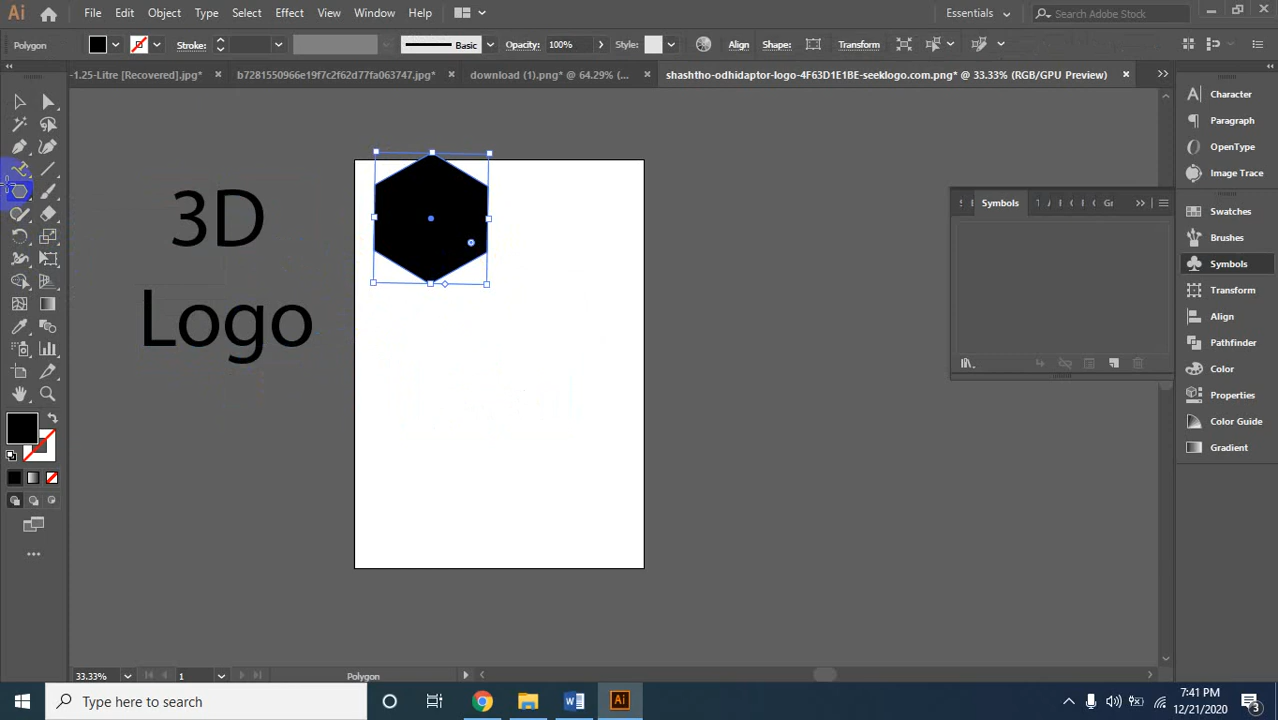 Ai File Edit Object Type Select Effect View Window Help Essentials Search Adobe Stock
Polygon Stroke: Basic Opacity: 100% Style: Align Shape: Transform
-1.25-Litre [Recovered].jpg* × b7281550966e19f7c2f62d77fa063747.jpg* × download (1).png* @ 64.29% (... × shashtho-odhidaptor-logo-4F63D1E1BE-seeklogo.com.png* @ 33.33% (RGB/GPU Preview) ×
Character
Paragraph
OpenType
Image Trace
Symbols
Swatches
Brushes
Symbols
Transform
Align
Pathfinder
Color
Properties
Color Guide
Gradient
3D
Logo
33.33% 1 Polygon
Type here to search
Ai
7:41 PM
12/21/2020
3